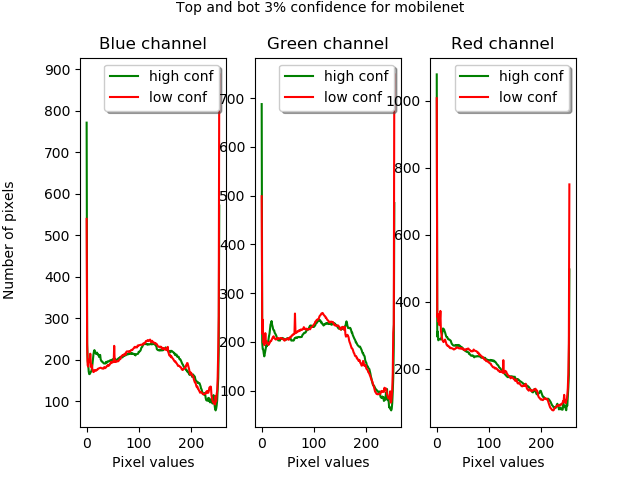 Top and bot 3% confidence for mobilenet
Blue channel
Green channel
Red channel
high conf
low conf
high conf
low conf
high conf
low conf
Number of pixels
900
800
700
600
500
400
300
200
100
0
100
200
Pixel values
700
600
500
400
300
200
100
0
100
200
Pixel values
1000
800
600
400
200
0
100
200
Pixel values